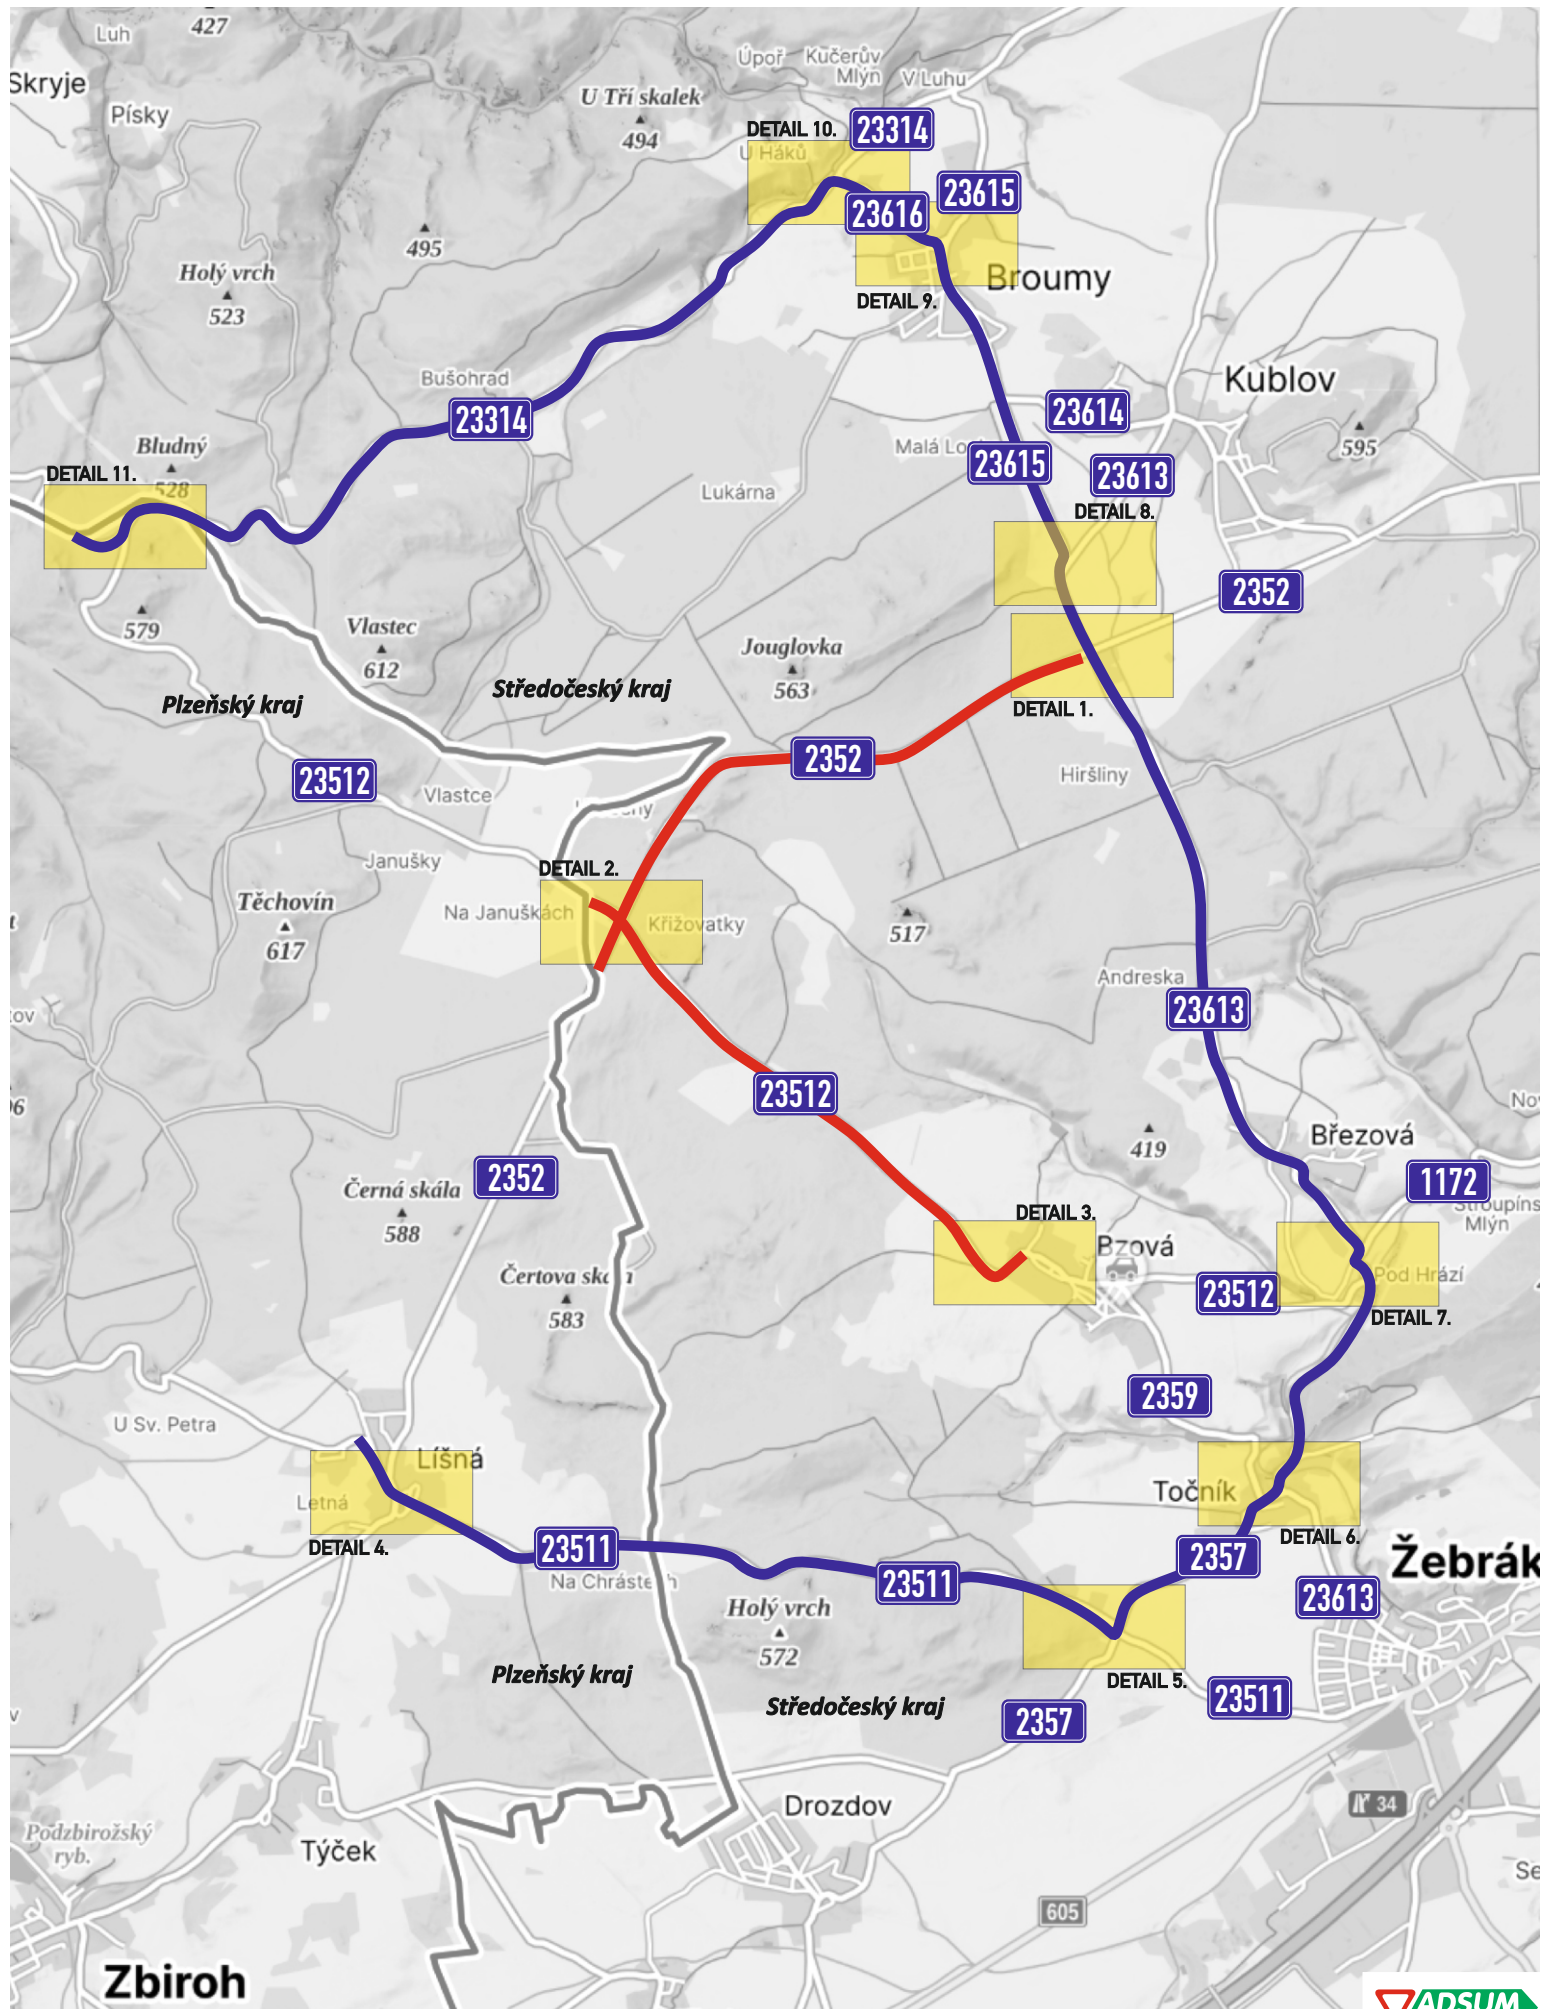 427
Luh
Skryje
Písky
Úpoř
Kučerův
Mlýn
V Luhu
U Tří skalek
494
DETAIL 10.
23314
U Háků
23615
23616
495
Holý vrch
523
Broumy
DETAIL 9.
Bušohrad
23314
Kublov
23614
595
Malá
23615
23613
Bludný
528
DETAIL 11.
Lukárna
DETAIL 8.
2352
579
Vlastec
612
Jouglovka
563
Středočeský kraj
Plzeňský kraj
DETAIL 1.
2352
23512
Hiršliny
Vlastce
Janušky
DETAIL 2.
Těchovín
617
Na Januškách
Křižovatky
517
Andreska
23613
23512
419
Březová
2352
1172
Černá skála
588
Mlýn
DETAIL 3.
Bzová
Čertova
583
23512
Pod Hrází
DETAIL 7.
2359
U Sv. Petra
Líšná
Letná
DETAIL 4.
Točník
DETAIL 6.
23511
2357
Žebrák
Na
23511
23613
Holý vrch
572
Plzeňský kraj
DETAIL 5.
23511
Středočeský kraj
2357
34
Drozdov
Podzbirožský
ryb.
Týček
605
Zbiroh
ADSUM